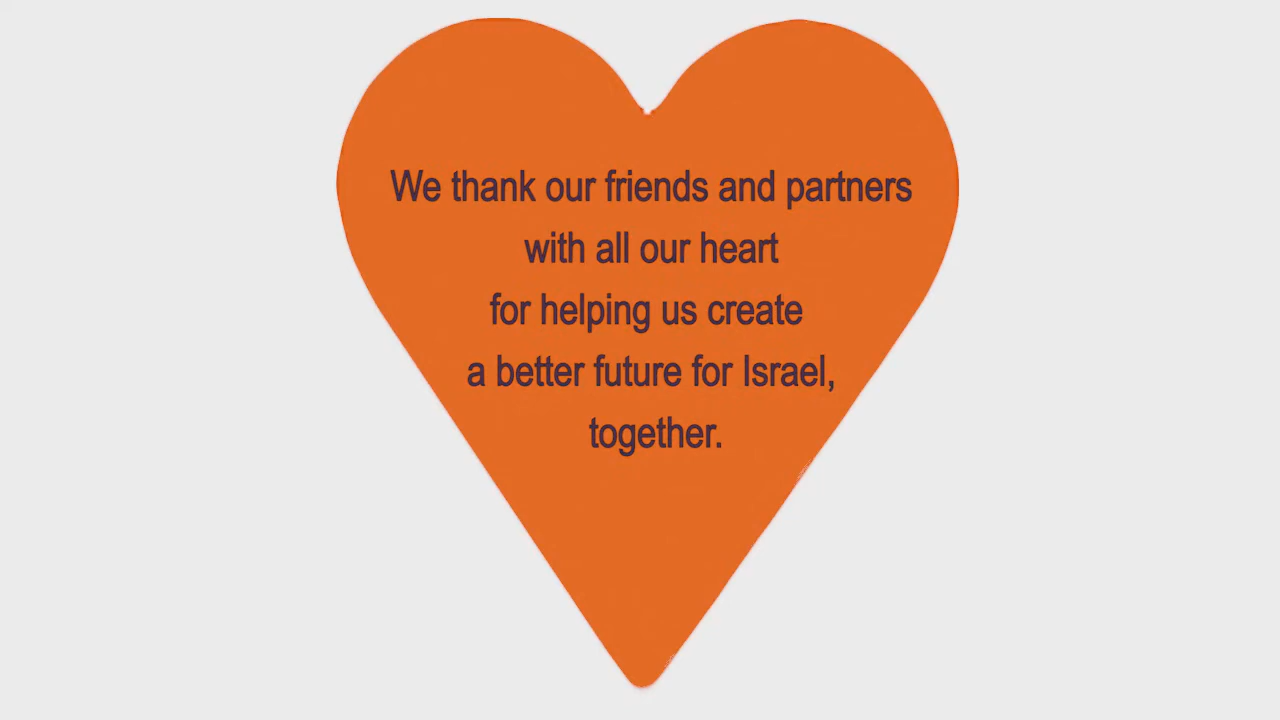 We thank our friends and partners
with all our heart
for helping us create
a better future for Israel,
together.